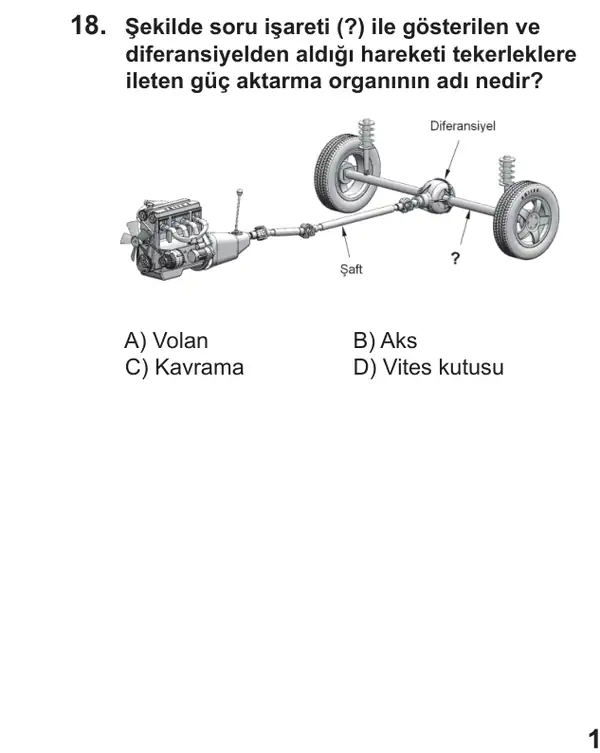 18. Şekilde soru işareti (?) ile gösterilen ve
diferansiyelden aldığı hareketi tekerleklere
ileten güç aktarma organının adı nedir?
Diferansiyel
Şaft
?
A) Volan
B) Aks
C) Kavrama
D) Vites kutusu
1